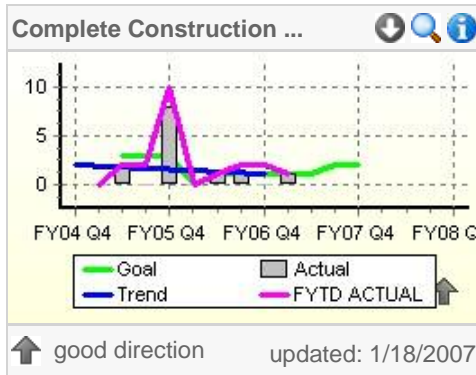 Complete Construction ...
10
5
0
FY04 Q4 FY05 Q4 FY06 Q4 FY07 Q4 FY08 Q
Goal Actual
Trend FYTD ACTUAL
good direction updated: 1/18/2007